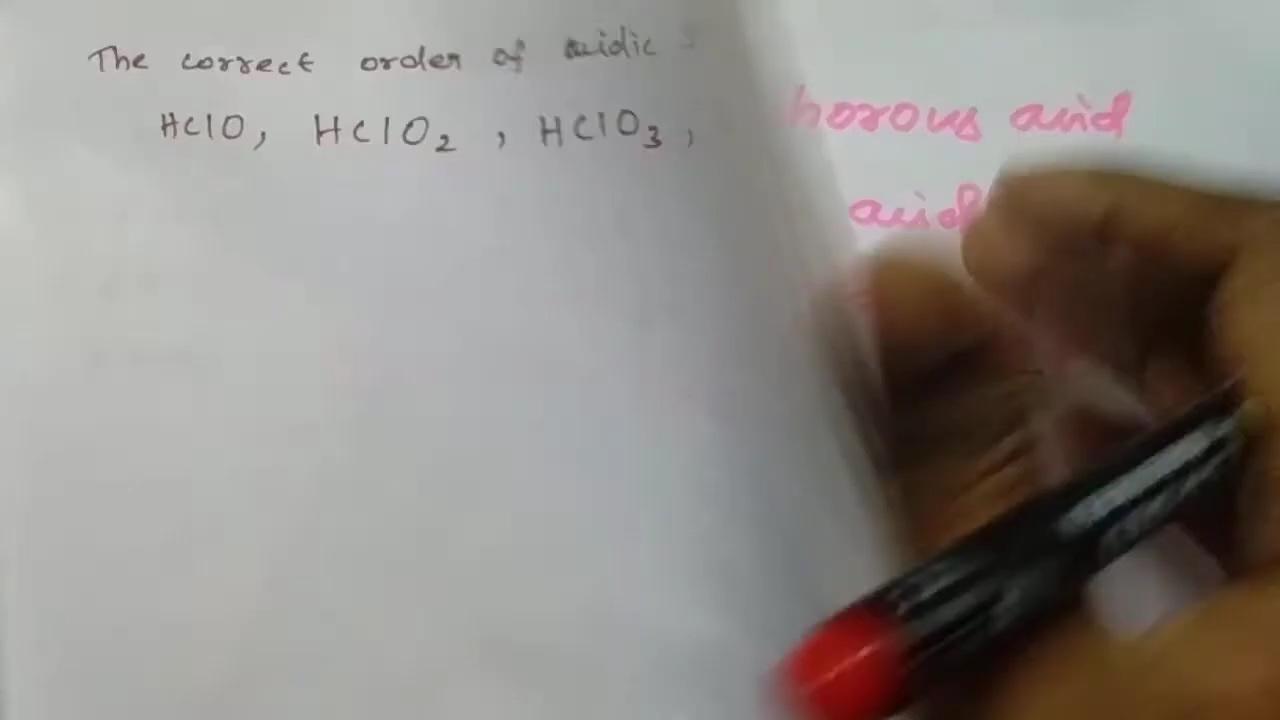 The correct order of acidic
HClO, HClO₂, HClO₃,
horous acid
acid